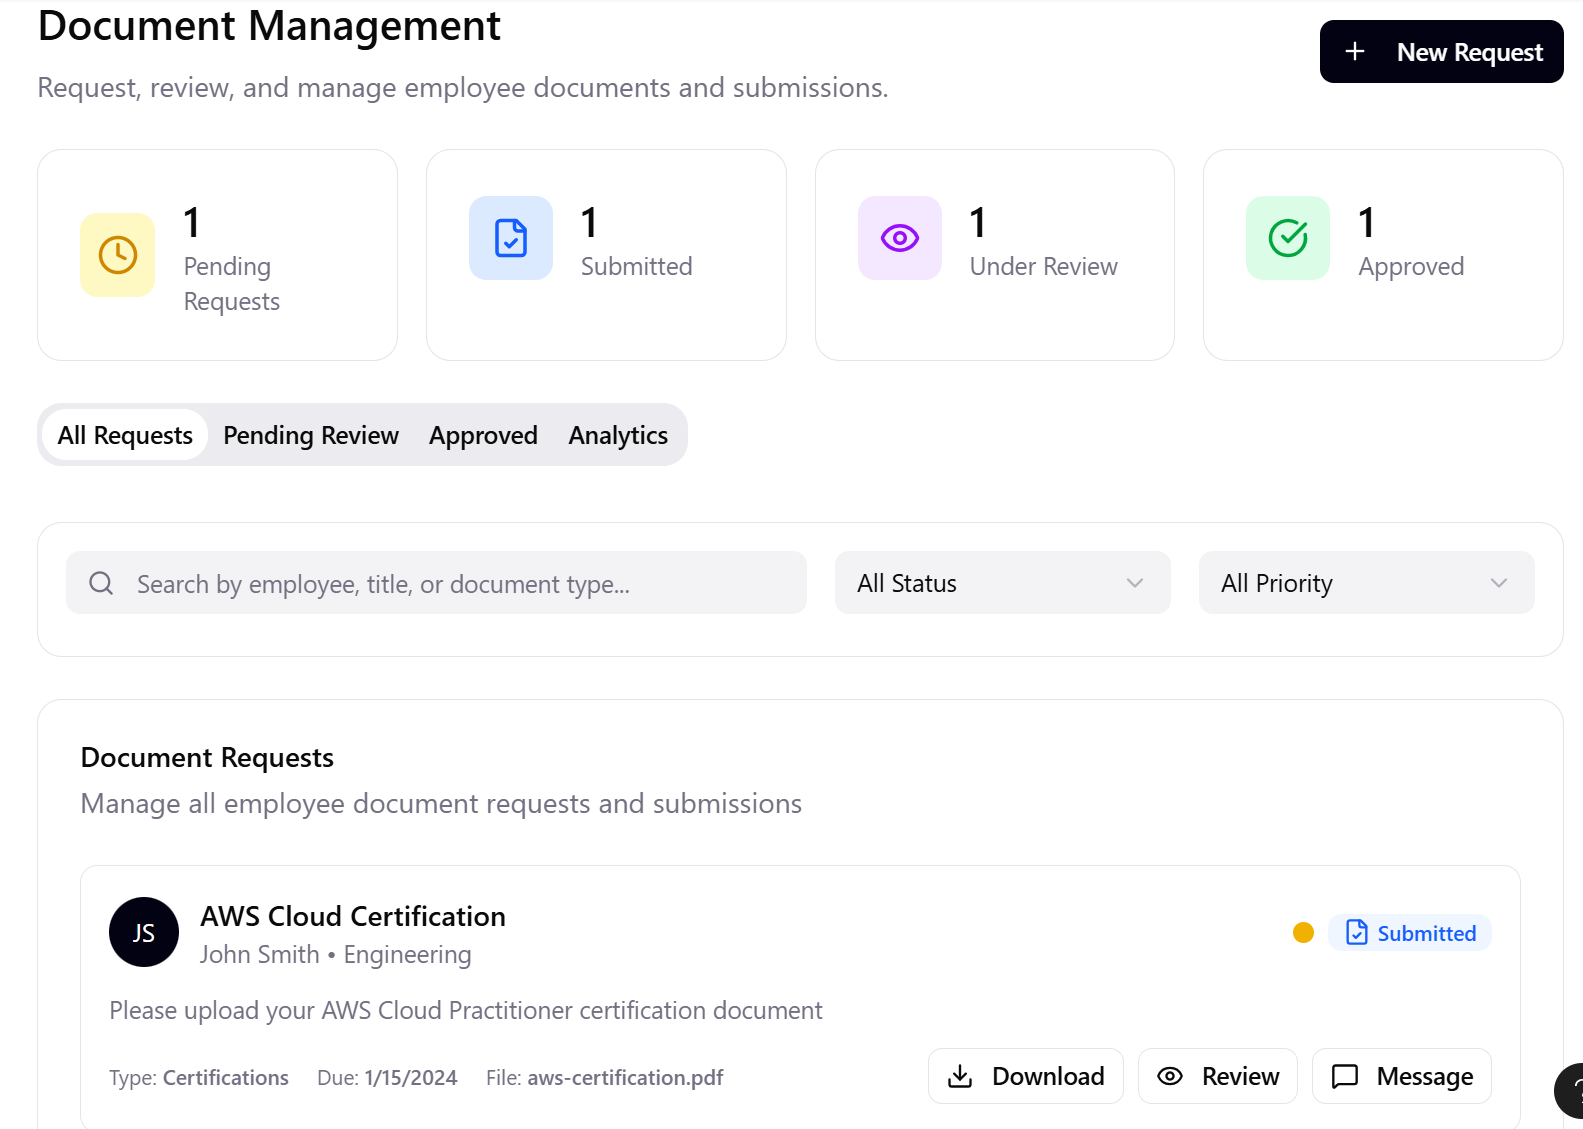 Document Management
Request, review, and manage employee documents and submissions.
New Request
1
Pending
Requests
1
Submitted
1
Under Review
1
Approved
All Requests
Pending Review
Approved
Analytics
Search by employee, title, or document type...
All Status
All Priority
Document Requests
Manage all employee document requests and submissions
JS
AWS Cloud Certification
John Smith • Engineering
Submitted
Please upload your AWS Cloud Practitioner certification document
Type: Certifications
Due: 1/15/2024
File: aws-certification.pdf
Download
Review
Message
?